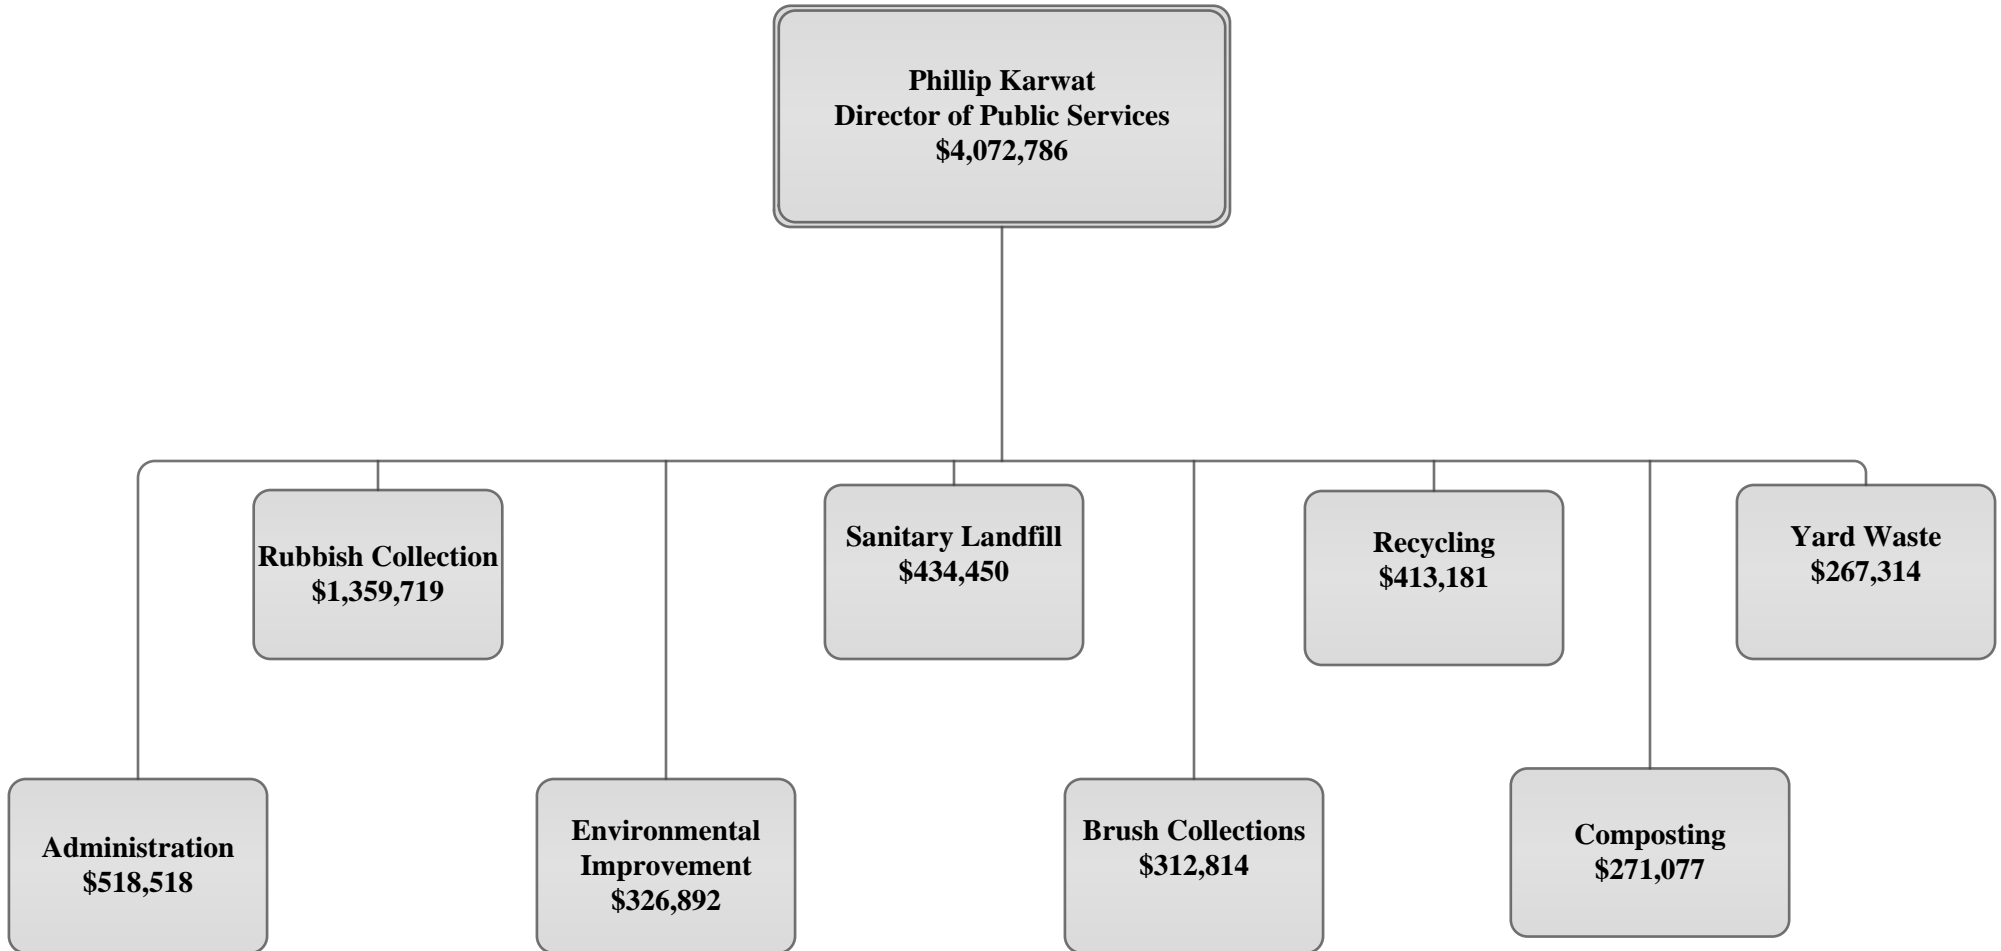 Phillip Karwat
Director of Public Services
$4,072,786
Rubbish Collection
$1,359,719
Sanitary Landfill
$434,450
Recycling
$413,181
Yard Waste
$267,314
Administration
$518,518
Environmental
Improvement
$326,892
Brush Collections
$312,814
Composting
$271,077